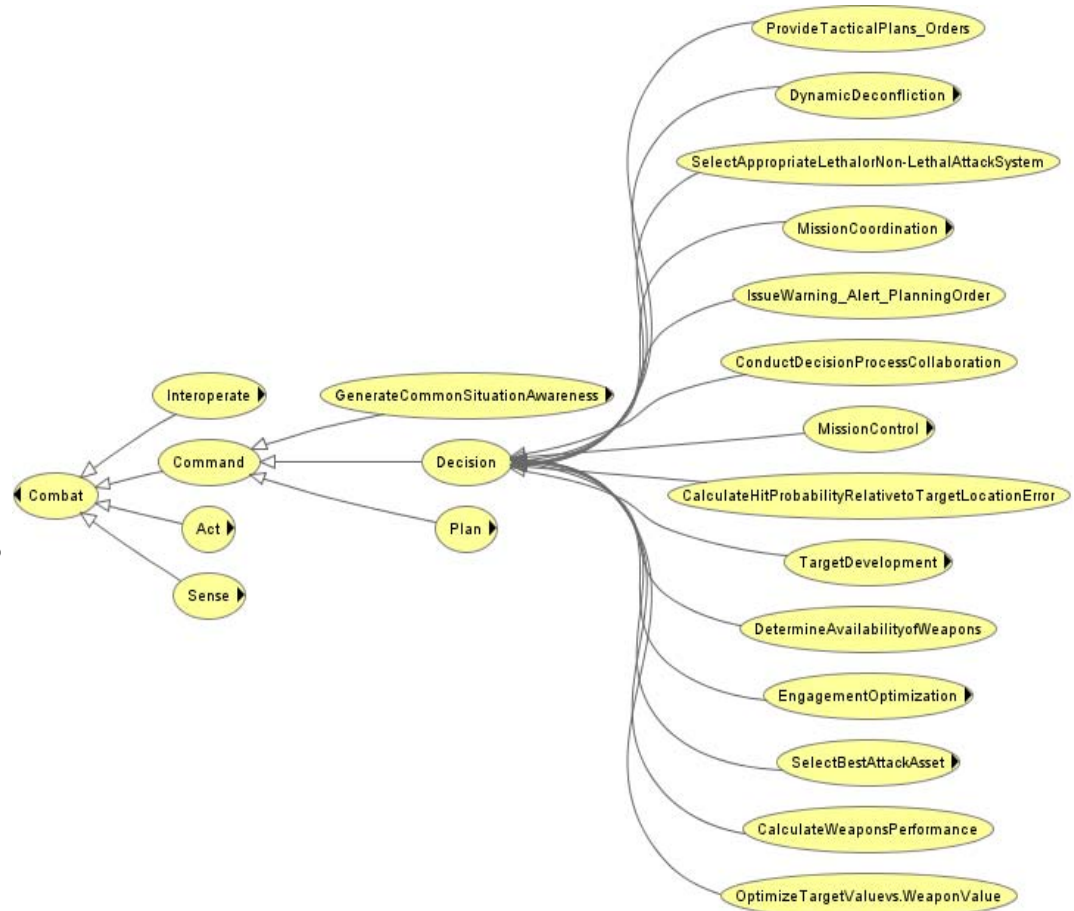 ProvideTacticalPlans_Orders
DynamicDeconfliction
SelectAppropriateLethalorNon-LethalAttackSystem
MissionCoordination
IssueWarning_Alert_PlanningOrder
ConductDecisionProcessCollaboration
Interoperate
GenerateCommonSituationAwareness
MissionControl
Command
Decision
Combat
CalculateHitProbabilityRelativetoTargetLocationError
Act
Plan
TargetDevelopment
Sense
DetermineAvailabilityofWeapons
EngagementOptimization
SelectBestAttackAsset
CalculateWeaponsPerformance
OptimizeTargetValuevs.WeaponValue